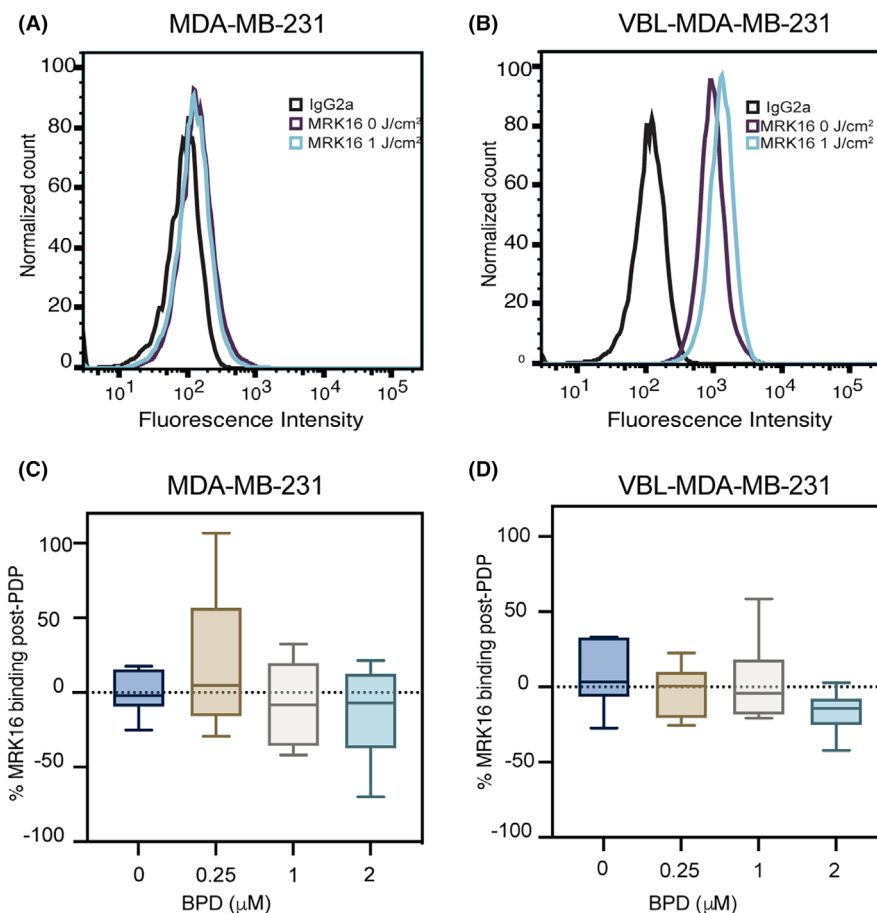 (A)
MDA-MB-231
Normalized count
100
80
60
40
20
0
IgG2a
MRK16 0 J/cm²
MRK16 1 J/cm²
10¹ 10² 10³ 10⁴ 10⁵
Fluorescence Intensity
(B)
VBL-MDA-MB-231
Normalized count
100
80
60
40
20
0
IgG2a
MRK16 0 J/cm²
MRK16 1 J/cm²
10¹ 10² 10³ 10⁴ 10⁵
Fluorescence Intensity
(C)
MDA-MB-231
% MRK16 binding post-PDP
100
50
0
-50
-100
0 0.25 1 2
BPD (μM)
(D)
VBL-MDA-MB-231
% MRK16 binding post-PDP
100
50
0
-50
-100
0 0.25 1 2
BPD (μM)